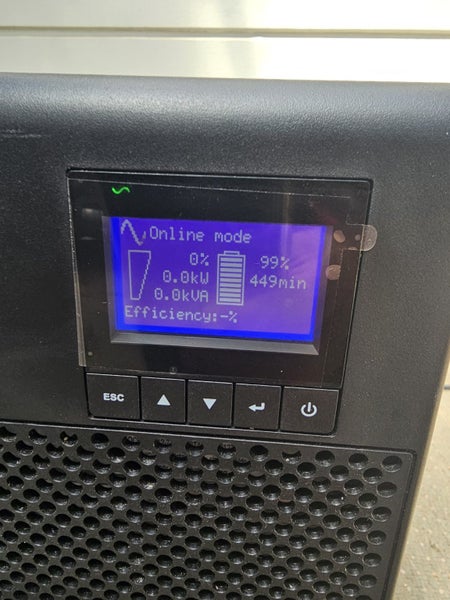 Online mode
0% 99%
0.0kW 449min
0.0kVA
Efficiency:-%
ESC